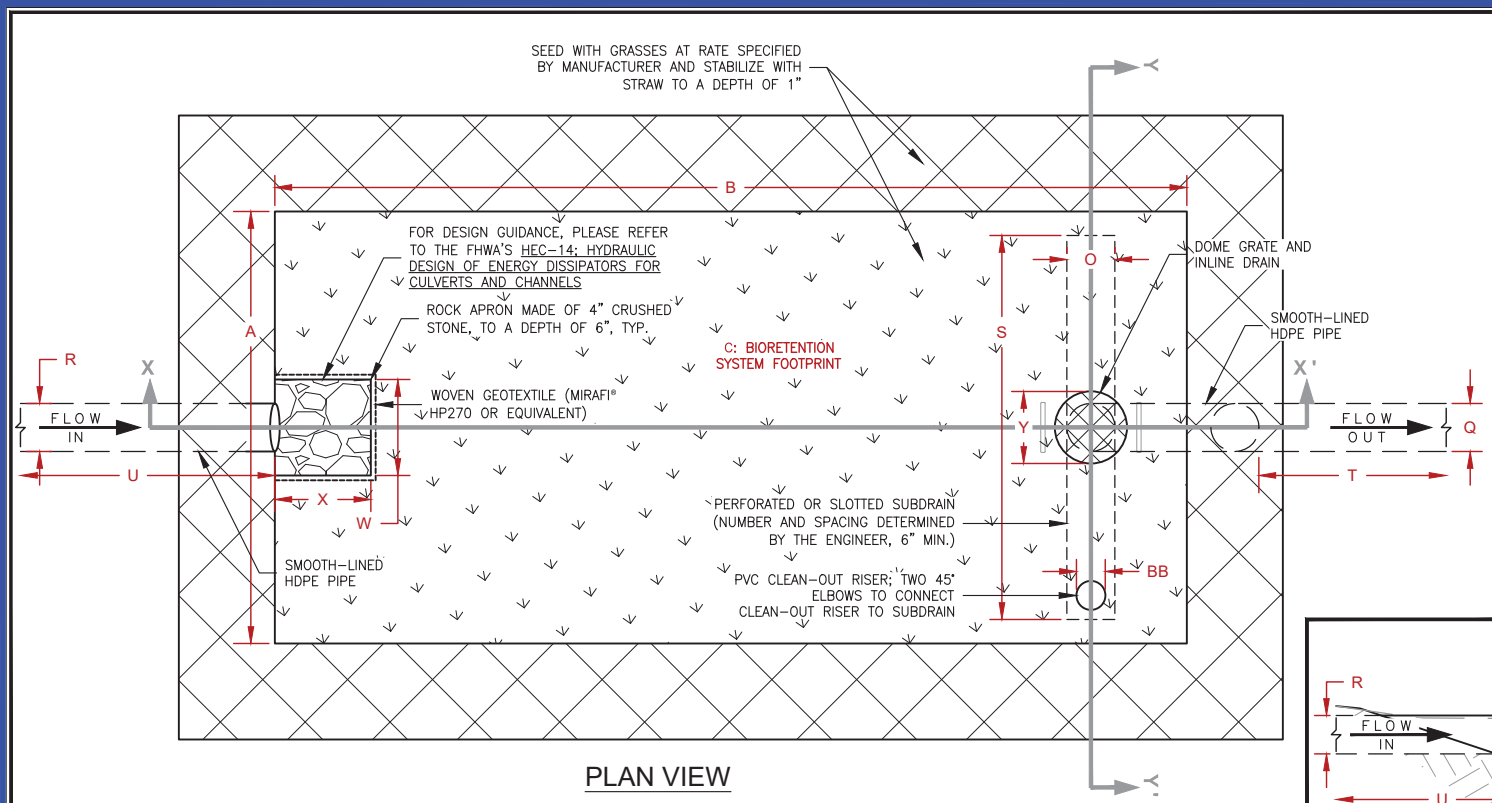 SEED WITH GRASSES AT RATE SPECIFIED
BY MANUFACTURER AND STABILIZE WITH
STRAW TO A DEPTH OF 1”
Y
B
FOR DESIGN GUIDANCE, PLEASE REFER
TO THE FHWA'S HEC-14; HYDRAULIC
DESIGN OF ENERGY DISSIPATORS FOR
CULVERTS AND CHANNELS
ROCK APRON MADE OF 4” CRUSHED
STONE, TO A DEPTH OF 6”, TYP.
DOME GRATE AND
INLINE DRAIN
O
A
S
SMOOTH-LINED
HDPE PIPE
C: BIORETENTION
SYSTEM FOOTPRINT
R
X
X'
WOVEN GEOTEXTILE (MIRAFI®
HP270 OR EQUIVALENT)
FLOW
IN
Y
FLOW
OUT
Q
U
X
W
T
PERFORATED OR SLOTTED SUBDRAIN
(NUMBER AND SPACING DETERMINED
BY THE ENGINEER, 6” MIN.)
SMOOTH-LINED
HDPE PIPE
PVC CLEAN-OUT RISER; TWO 45°
ELBOWS TO CONNECT
CLEAN-OUT RISER TO SUBDRAIN
BB
R
FLOW
IN
U
Y'
PLAN VIEW